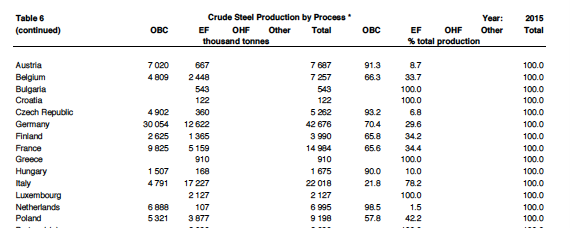 Table 6 Crude Steel Production by Process * Year: 2015
(continued) OBC EF OHF Other Total OBC EF OHF Other Total
thousand tonnes % total production
Austria 7 020 667 7 687 91.3 8.7 100.0
Belgium 4 809 2 448 7 257 66.3 33.7 100.0
Bulgaria 543 543 100.0 100.0
Croatia 122 122 100.0 100.0
Czech Republic 4 902 360 5 262 93.2 6.8 100.0
Germany 30 054 12 622 42 676 70.4 29.6 100.0
Finland 2 625 1 365 3 990 65.8 34.2 100.0
France 9 825 5 159 14 984 65.6 34.4 100.0
Greece 910 910 100.0 100.0
Hungary 1 507 168 1 675 90.0 10.0 100.0
Italy 4 791 17 227 22 018 21.8 78.2 100.0
Luxembourg 2 127 2 127 100.0 100.0
Netherlands 6 888 107 6 995 98.5 1.5 100.0
Poland 5 321 3 877 9 198 57.8 42.2 100.0